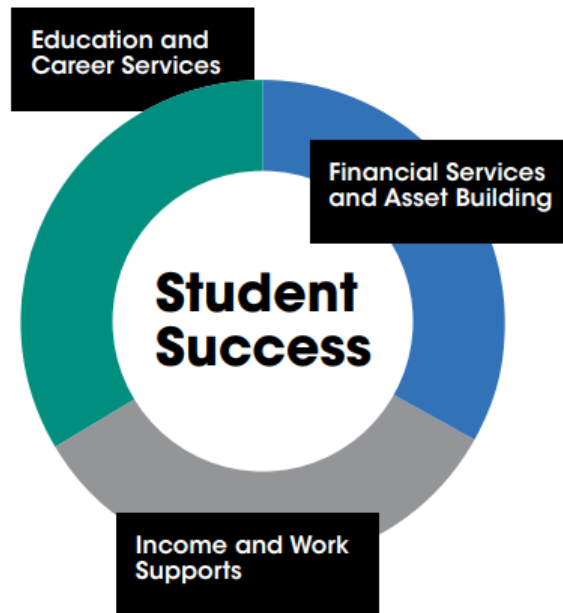 Education and
Career Services
Financial Services
and Asset Building
Student
Success
Income and Work
Supports